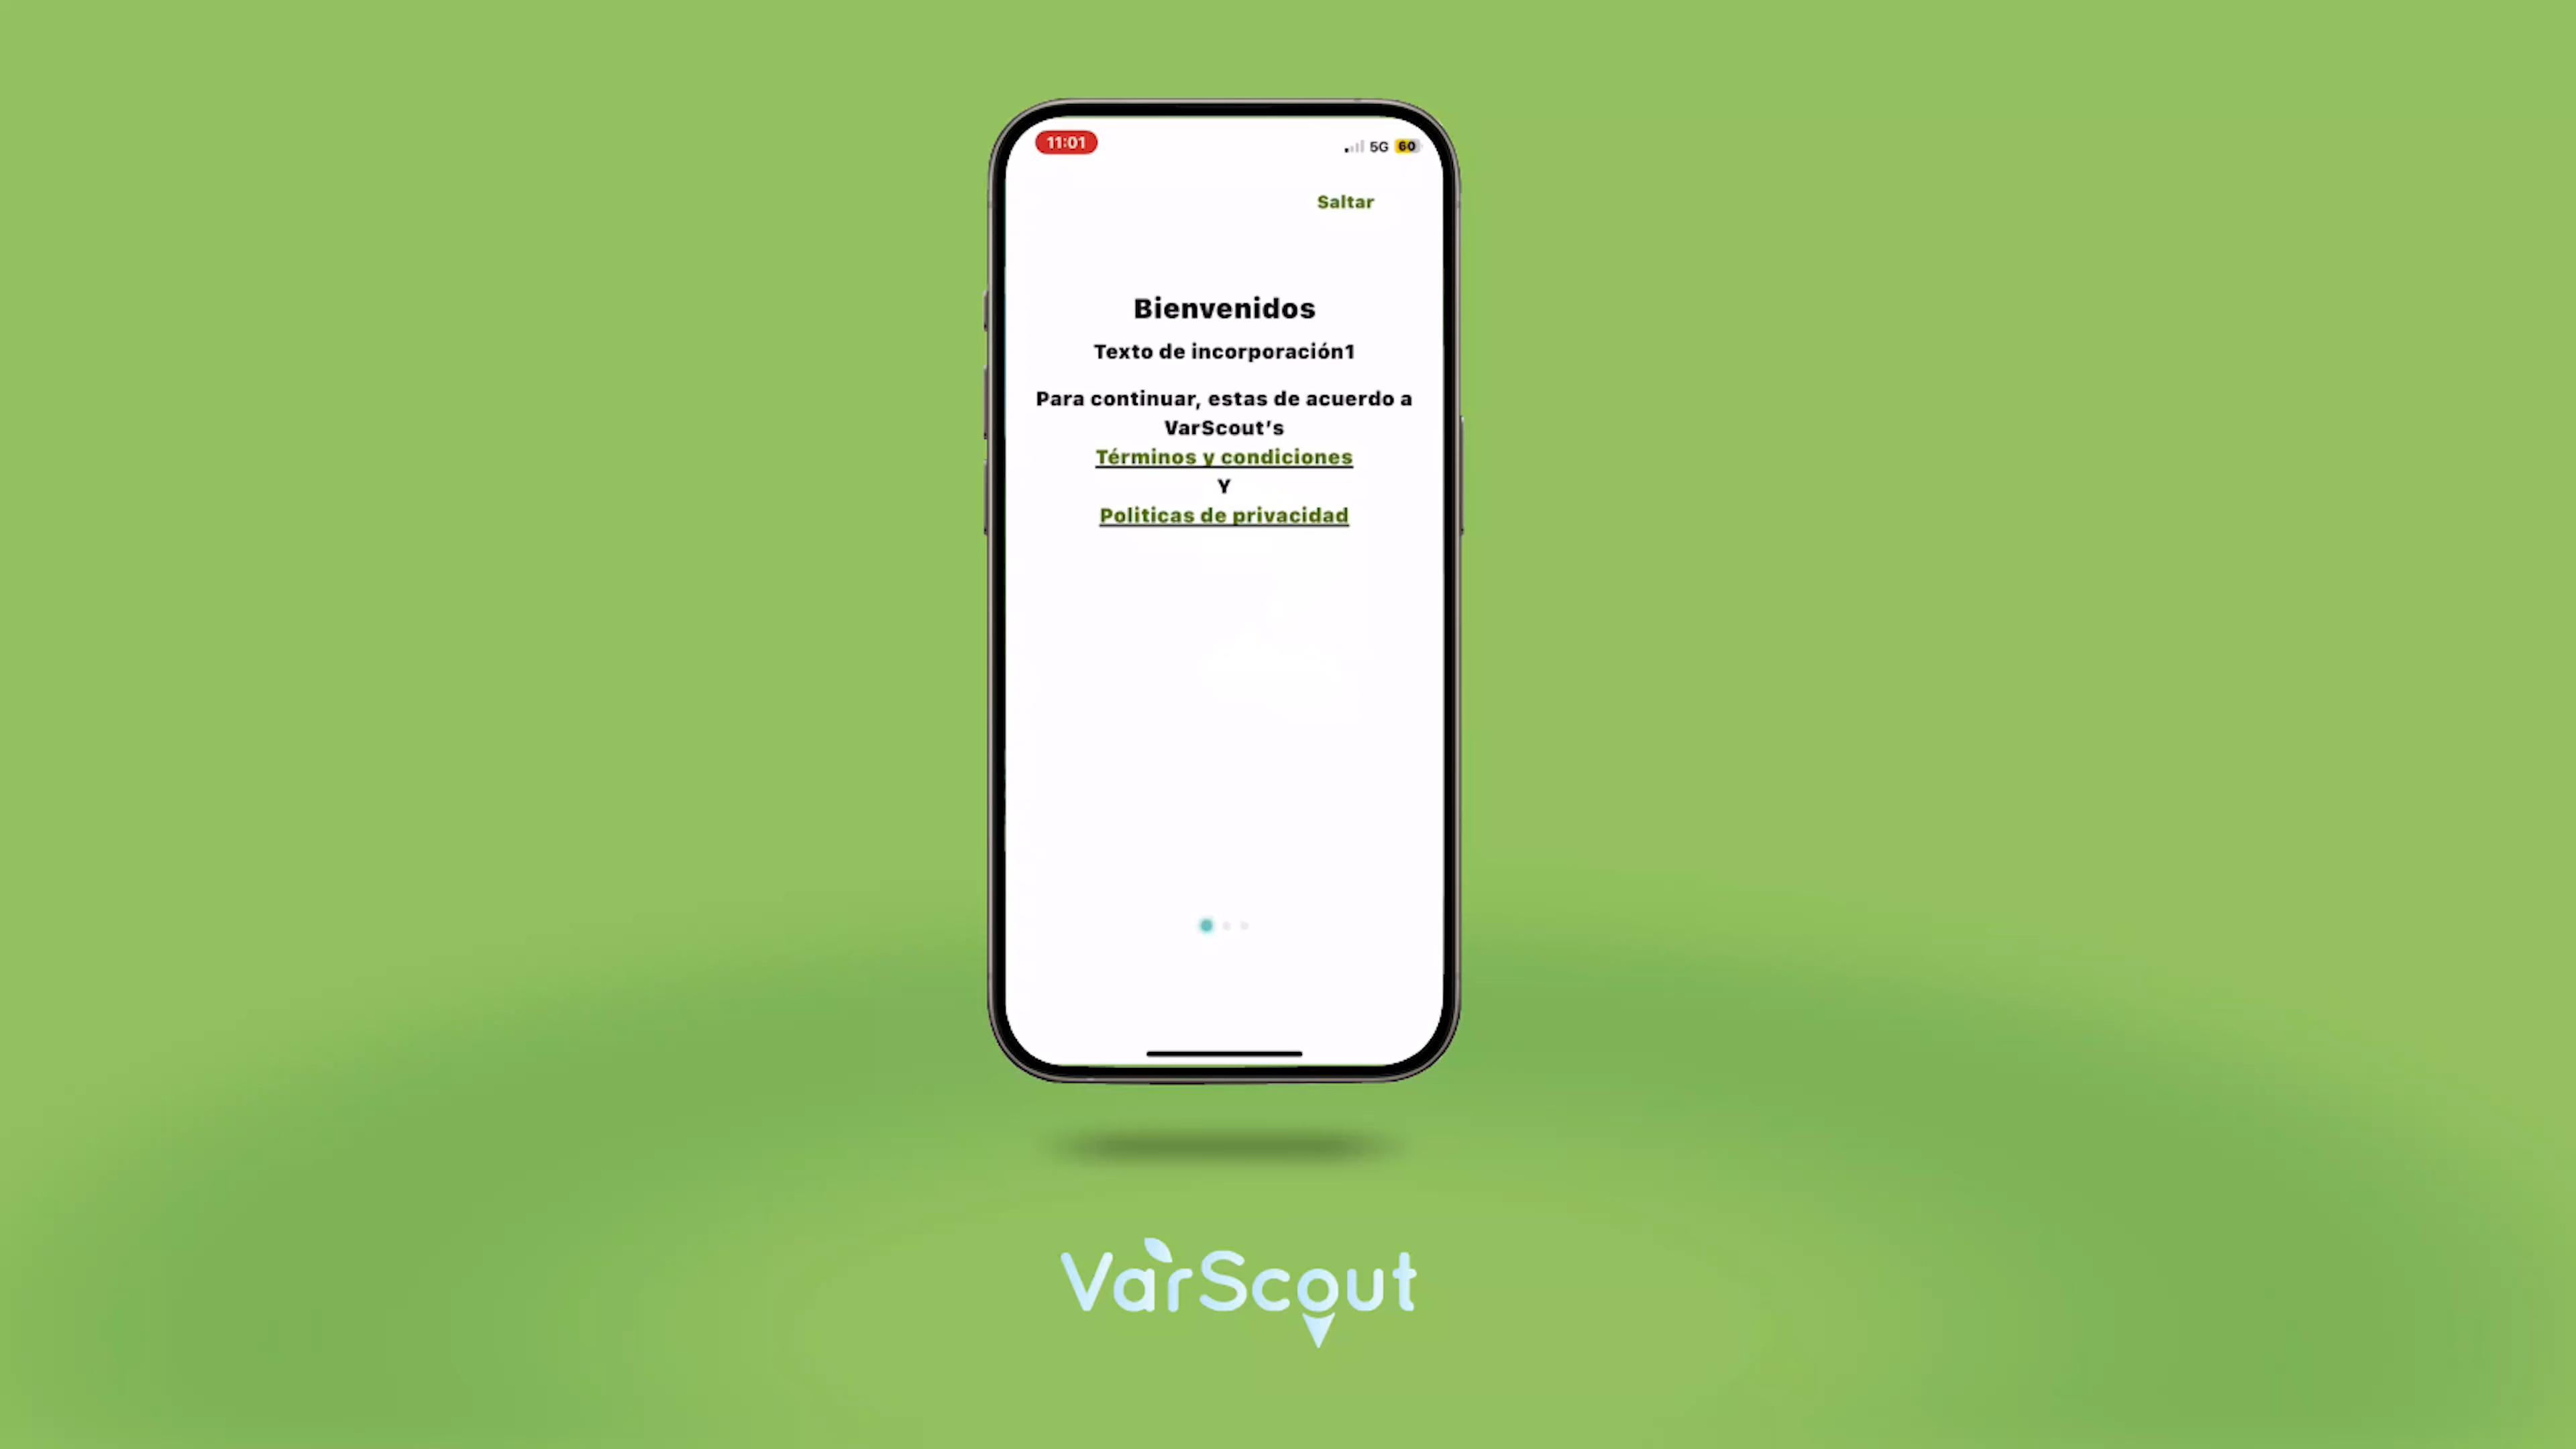 11:01
5G 60
Saltar
Bienvenidos
Texto de incorporación1
Para continuar, estas de acuerdo a
VarScout's
Términos y condiciones
Y
Politicas de privacidad
VarScout